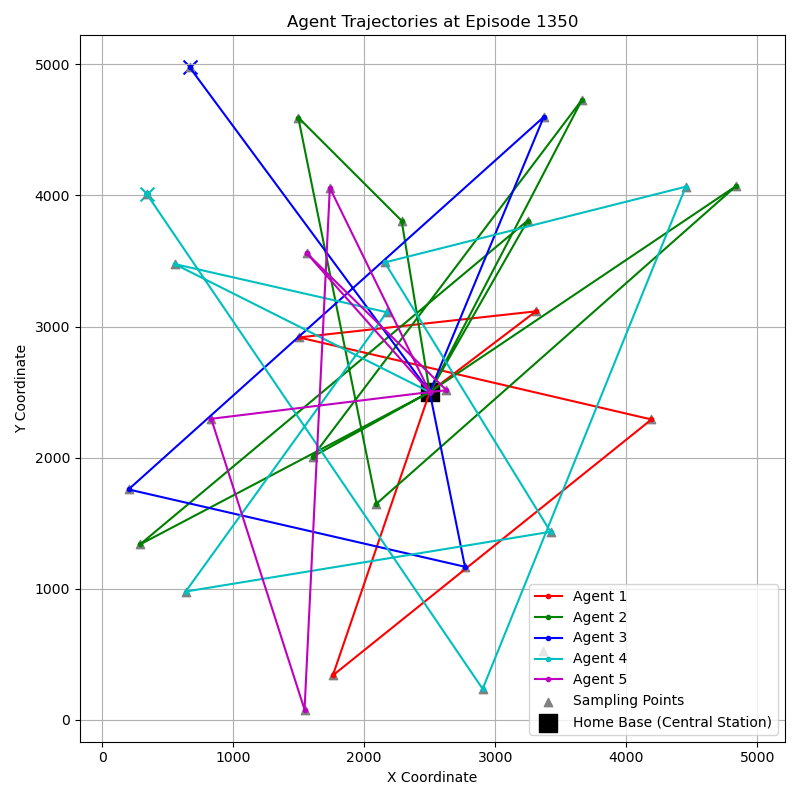 Agent Trajectories at Episode 1350
Y Coordinate
5000
4000
3000
2000
1000
0
0 1000 2000 3000 4000 5000
X Coordinate
Agent 1
Agent 2
Agent 3
Agent 4
Agent 5
Sampling Points
Home Base (Central Station)